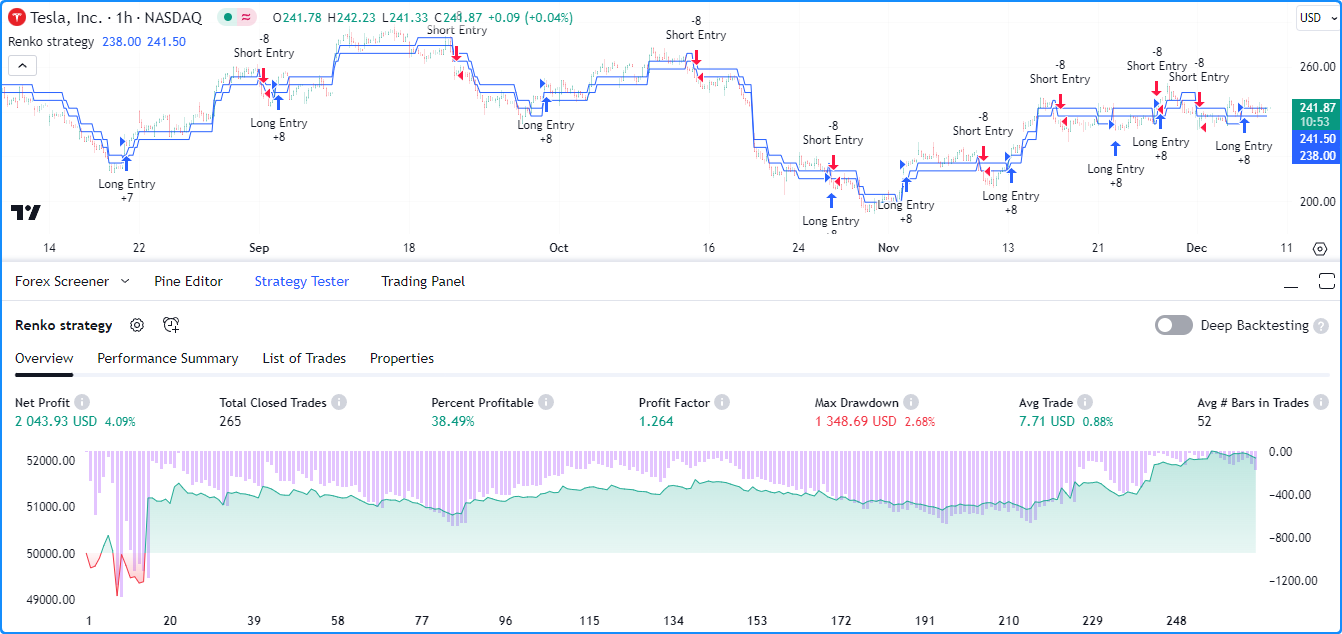 Tesla, Inc. · 1h · NASDAQ O241.78 H242.23 L241.33 C241.87 +0.09 (+0.04%)
USD
Renko strategy 238.00 241.50
-8
Short Entry
Long Entry
+7
Long Entry
+8
-8
Short Entry
Long Entry
+8
-8
Short Entry
-8
Short Entry
Long Entry
+8
Long Entry
+8
-8
Short Entry
Long Entry
+8
-8
Short Entry
Long Entry
+8
-8
Short Entry
Long Entry
+8
-8
Short Entry
Long Entry
+8
260.00
241.87
10:53
241.50
238.00
200.00
14 22 Sep 18 Oct 16 24 Nov 13 21 Dec 11
Forex Screener Pine Editor Strategy Tester Trading Panel
Renko strategy
Deep Backtesting
Overview Performance Summary List of Trades Properties
Net Profit Total Closed Trades Percent Profitable Profit Factor Max Drawdown Avg Trade Avg # Bars in Trades
2 043.93 USD 4.09% 265 38.49% 1.264 1 348.69 USD 2.68% 7.71 USD 0.88% 52
52000.00
51000.00
50000.00
49000.00
0.00
−400.00
−800.00
−1200.00
1 20 39 58 77 96 115 134 153 172 191 210 229 248